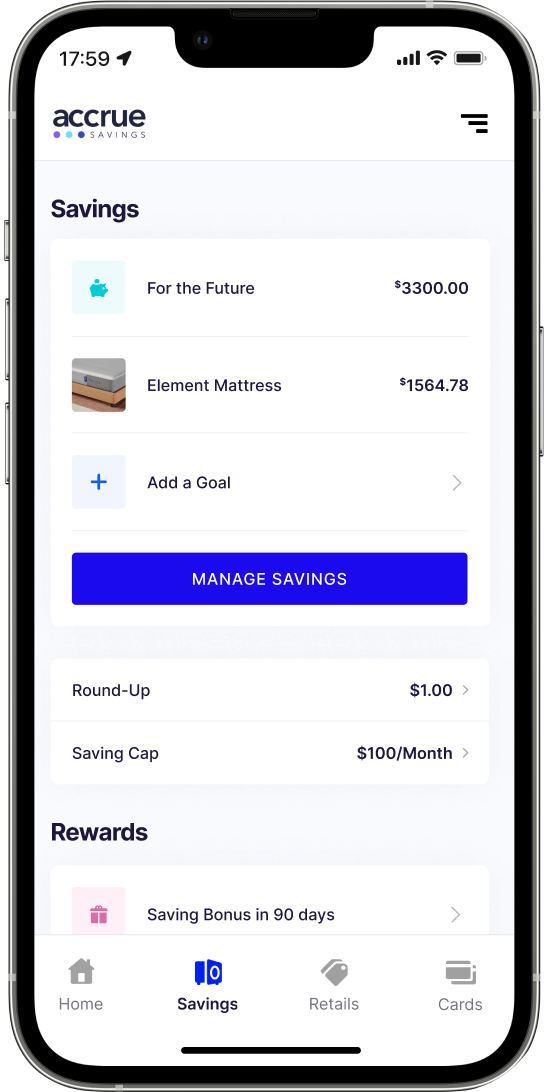 17:59
accrue
SAVINGS
Savings
For the Future $3300.00
Element Mattress $1564.78
Add a Goal
MANAGE SAVINGS
Round-Up $1.00
Saving Cap $100/Month
Rewards
Saving Bonus in 90 days
Home Savings Retails Cards